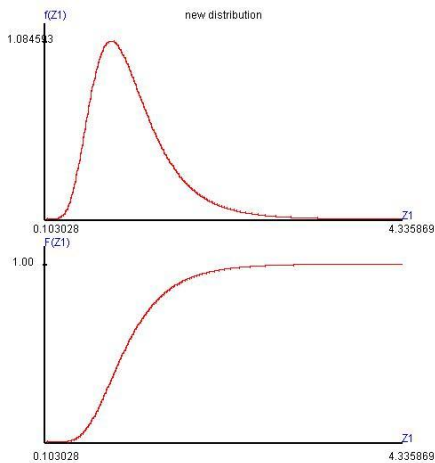 f(Z1)
new distribution
1.084593
Z1
0.103028
4.335869
F(Z1)
1.00
Z1
0.103028
4.335869